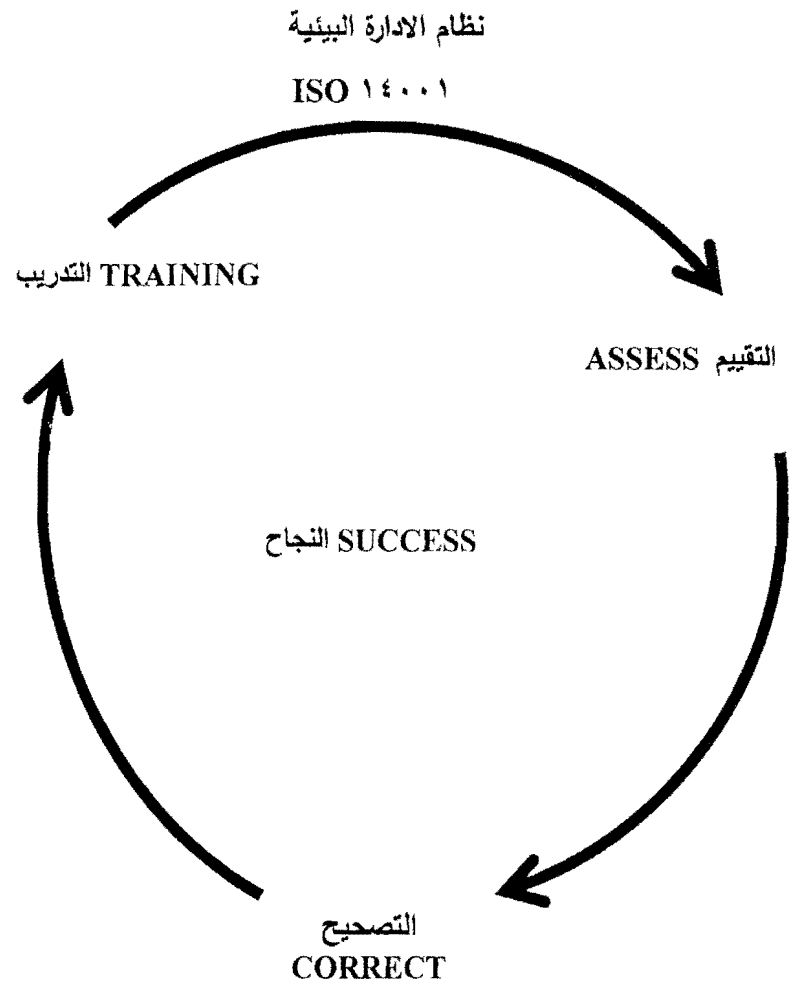 نظام الادارة البيئية
ISO ١٤٠٠١
التدريب TRAINING
ASSESS التقييم
النجاح SUCCESS
التصحيح
CORRECT